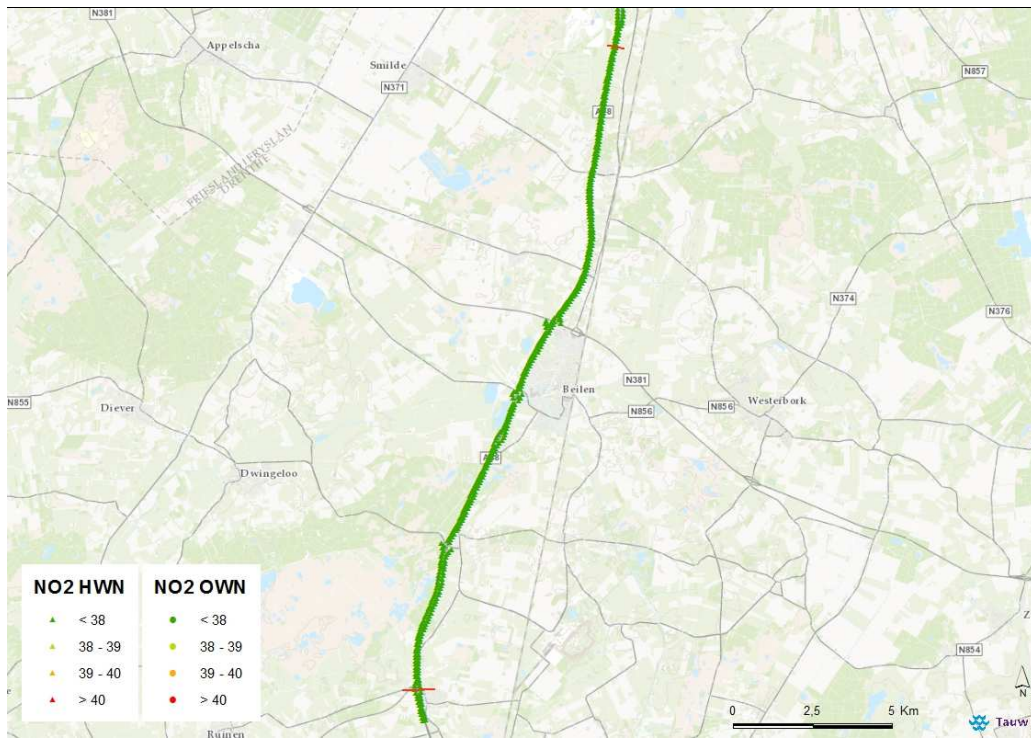 N381
Appelscha
Smilde
N371
N857
A28
FRIESLAND | FRYSLÂN
DRENTHE
N374
N376
Beilen
N381
N855
Diever
N856
N856
Westerbork
A28
Dwingeloo
NO2 HWN
< 38
38 - 39
39 - 40
> 40
NO2 OWN
< 38
38 - 39
39 - 40
> 40
Z
N854
N
0 2,5 5 Km
Tauw
Ruinen